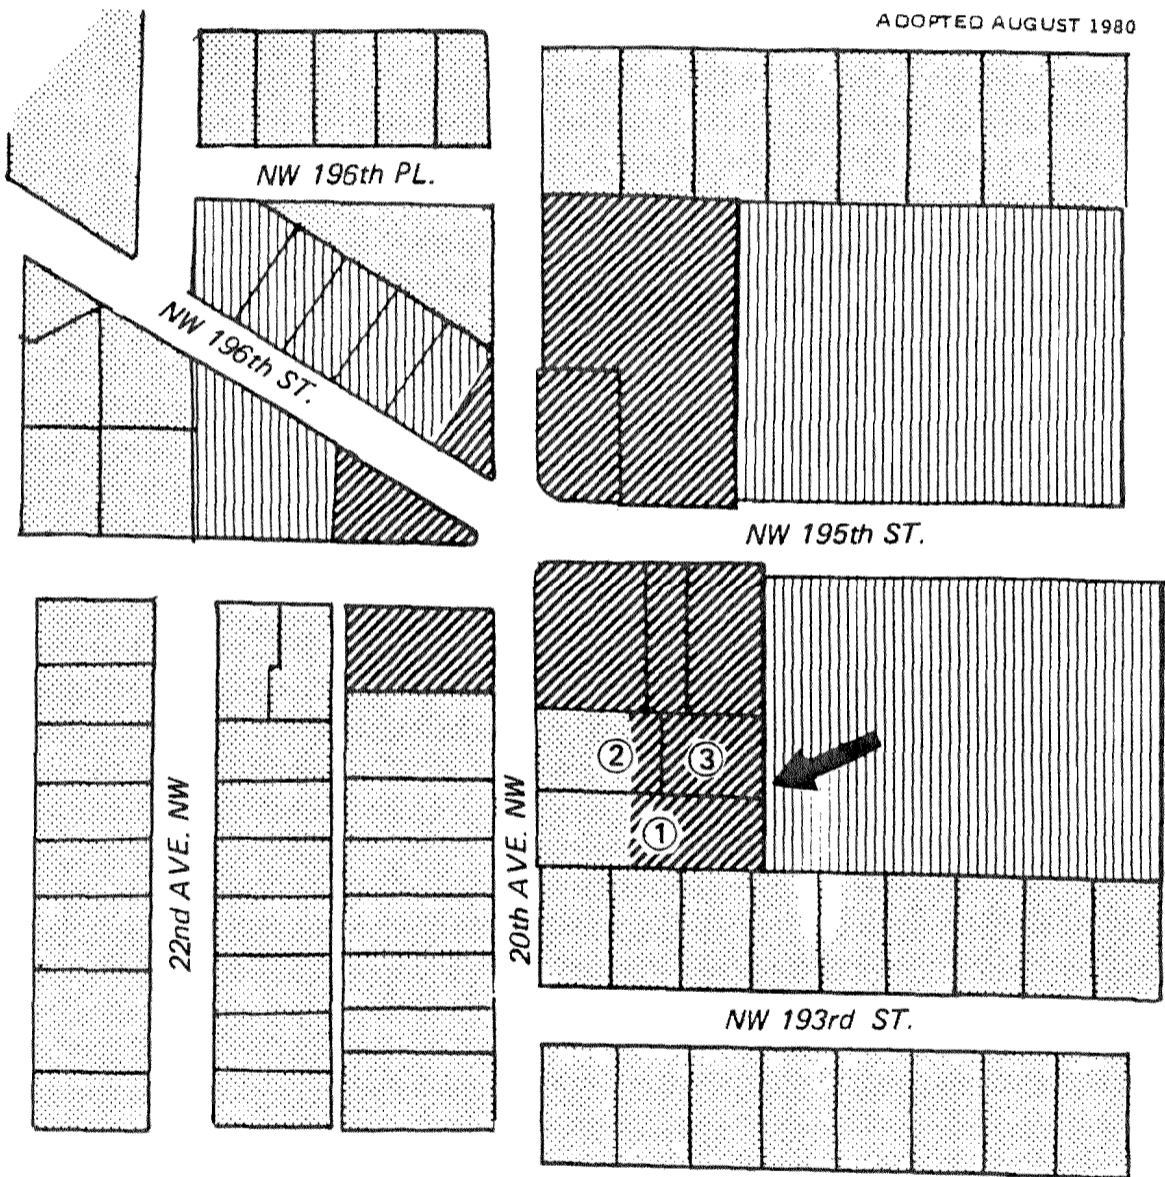 ADOPTED AUGUST 1980
NW 196th PL.
NW 196th ST.
NW 195th ST.
② ③
①
22nd AVE. NW
20th AVE. NW
NW 193rd ST.